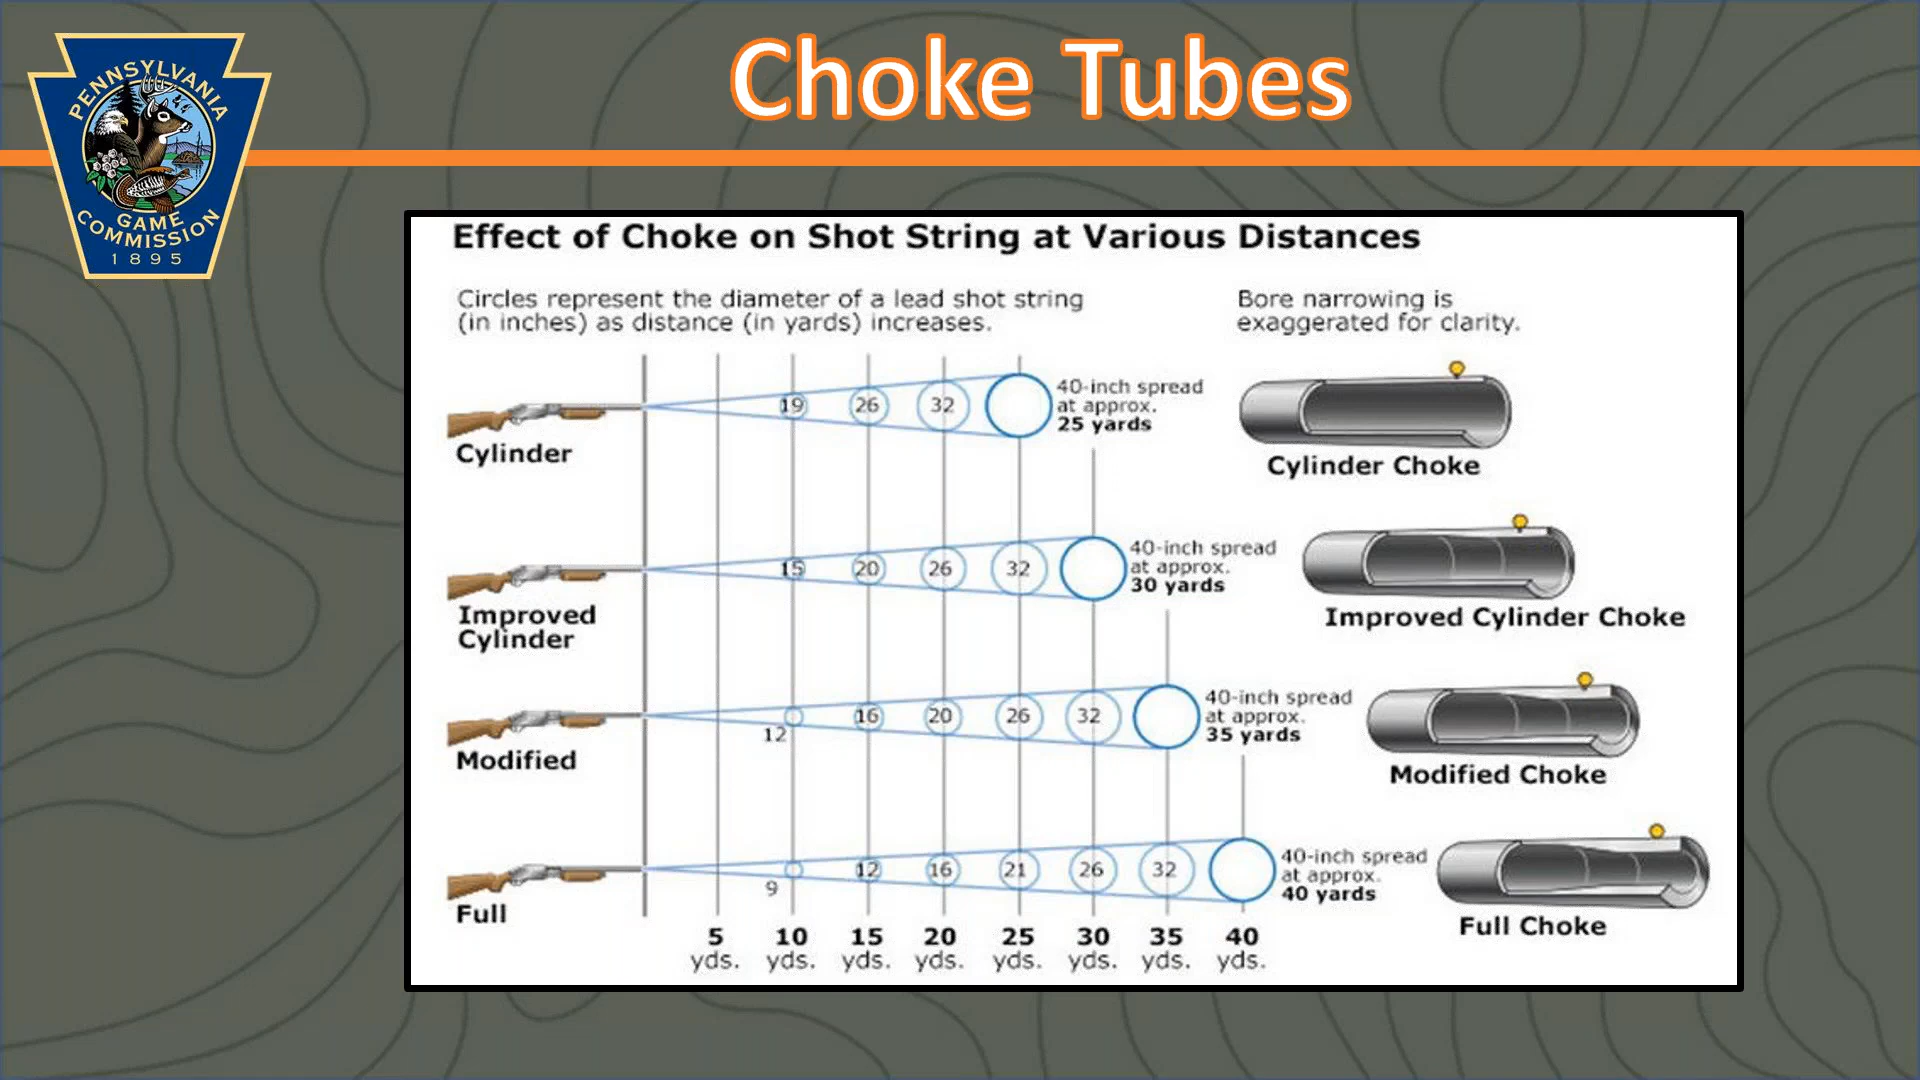 Choke Tubes
PENNSYLVANIA
GAME
COMMISSION
1895
Effect of Choke on Shot String at Various Distances
Circles represent the diameter of a lead shot string
(in inches) as distance (in yards) increases.
Bore narrowing is
exaggerated for clarity.
19 26 32
40-inch spread
at approx.
25 yards
Cylinder
Cylinder Choke
15 20 26 32
40-inch spread
at approx.
30 yards
Improved
Cylinder
Improved Cylinder Choke
12 16 20 26 32
40-inch spread
at approx.
35 yards
Modified
Modified Choke
9 12 16 21 26 32
40-inch spread
at approx.
40 yards
Full
Full Choke
5 10 15 20 25 30 35 40
yds. yds. yds. yds. yds. yds. yds. yds.